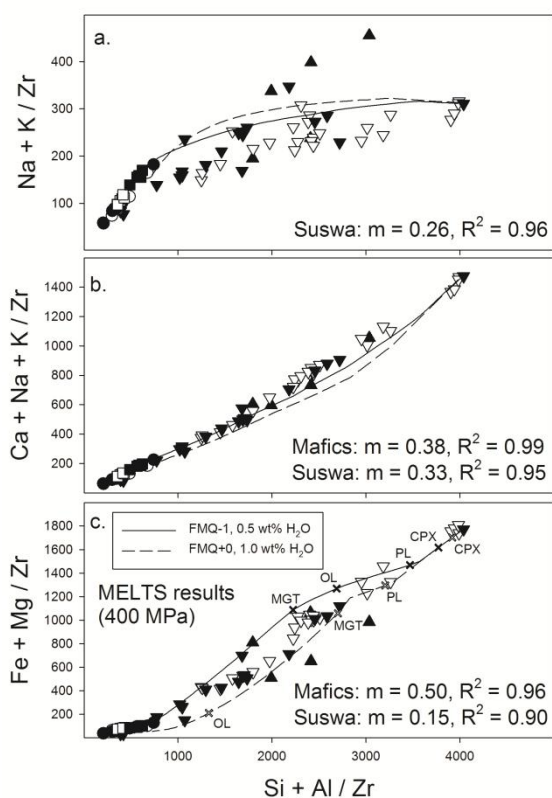 a.
400
300
200
100
Na + K / Zr
Suswa: m = 0.26, R² = 0.96
b.
1400
1200
1000
800
600
400
200
Ca + Na + K / Zr
Mafics: m = 0.38, R² = 0.99
Suswa: m = 0.33, R² = 0.95
c.
FMQ-1, 0.5 wt% H₂O
FMQ+0, 1.0 wt% H₂O
MELTS results
(400 MPa)
1800
1600
1400
1200
1000
800
600
400
200
Fe + Mg / Zr
CPX
CPX
PL
OL
PL
MGT
MGT
OL
Mafics: m = 0.50, R² = 0.96
Suswa: m = 0.15, R² = 0.90
1000 2000 3000 4000
Si + Al / Zr